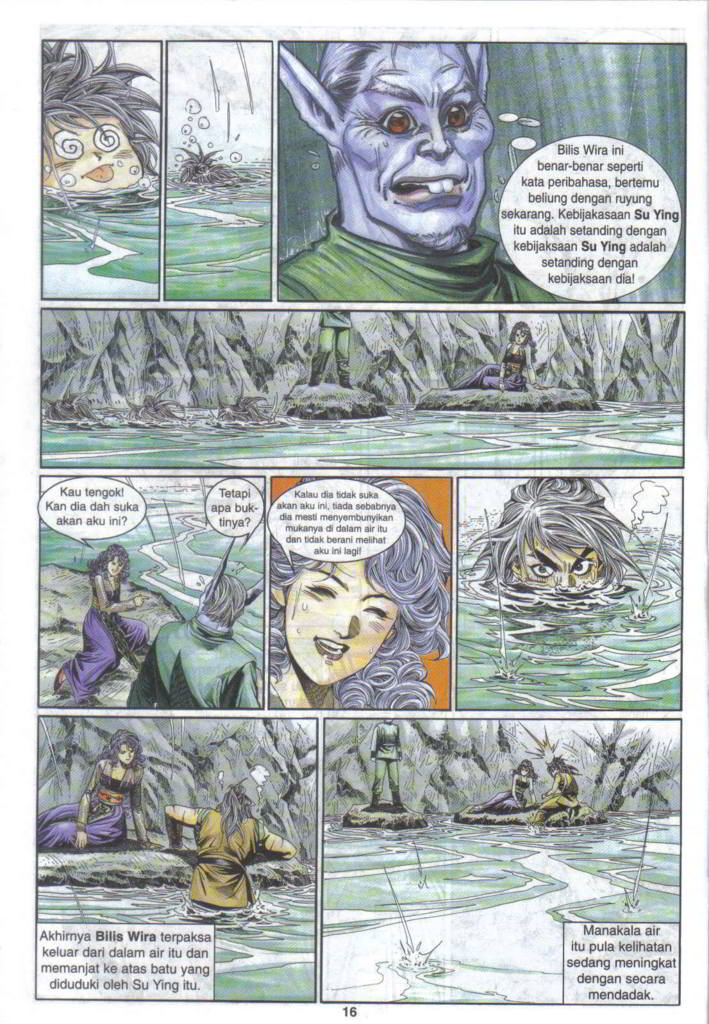 Bilis Wira ini
benar-benar seperti
kata peribahasa, bertemu
beliung dengan ruyung
sekarang. Kebijakasaan Su Ying
itu adalah setanding dengan
kebijaksaan Su Ying adalah
setanding dengan
kebijaksaan dia!
Kau tengok!
Kan dia dah suka
akan aku ini?
Tetapi
apa buk-
tinya?
Kalau dia tidak suka
akan aku ini, tiada sebabnya
dia mesti menyembunyikan
mukanya di dalam air itu
dan tidak berani melihat
aku ini lagi!
Akhirnya Bilis Wira terpaksa
keluar dari dalam air itu dan
memanjat ke atas batu yang
diduduki oleh Su Ying itu.
Manakala air
itu pula kelihatan
sedang meningkat
dengan secara
mendadak.
16